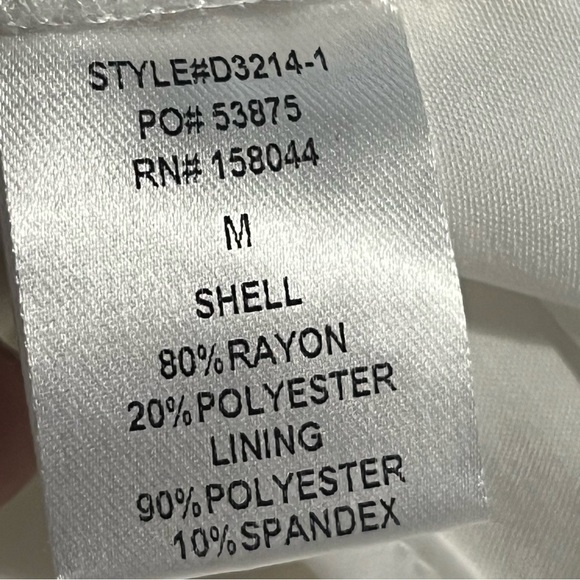 STYLE#D3214-1
PO# 53875
RN# 158044
M
SHELL
80%RAYON
20%POLYESTER
LINING
90%POLYESTER
10%SPANDEX